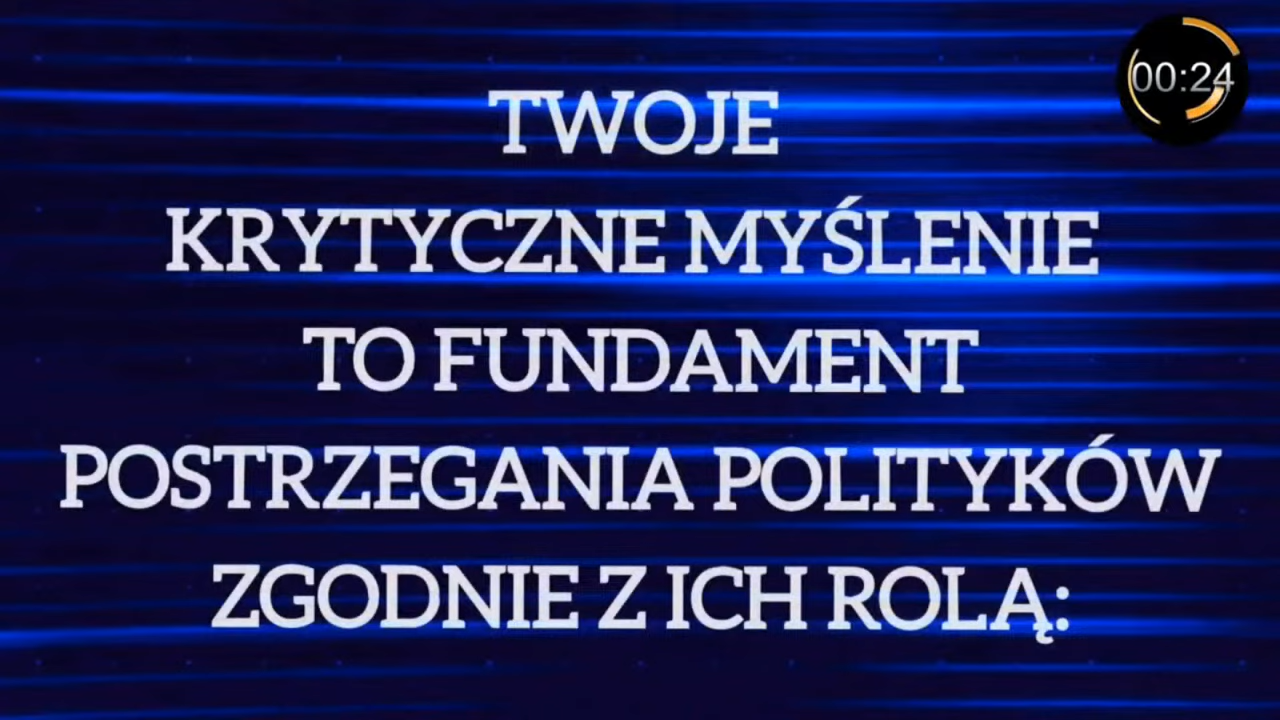 00:24
TWOJE
KRYTYCZNE MYŚLENIE
TO FUNDAMENT
POSTRZEGANIA POLITYKÓW
ZGODNIE Z ICH ROLĄ: